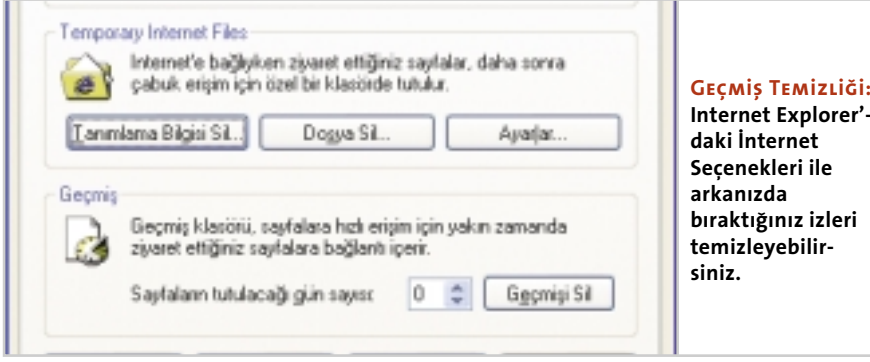 Temporary Internet Files
Internet'e bağlıyken ziyaret ettiğiniz sayfalar, daha sonra
çabuk erişim için özel bir klasörde tutulur.
Tanımlama Bilgisi Sil...
Dosya Sil...
Ayarlar...
Geçmiş
Geçmiş klasörü, sayfalara hızlı erişim için yakın zamanda
ziyaret ettiğiniz sayfalara bağlantı içerir.
Sayfaların tutulacağı gün sayısı:
0
Geçmişi Sil
Geçmiş Temizliği:
Internet Explorer'-
daki İnternet
Seçenekleri ile
arkanızda
bıraktığınız izleri
temizleyebilir-
siniz.